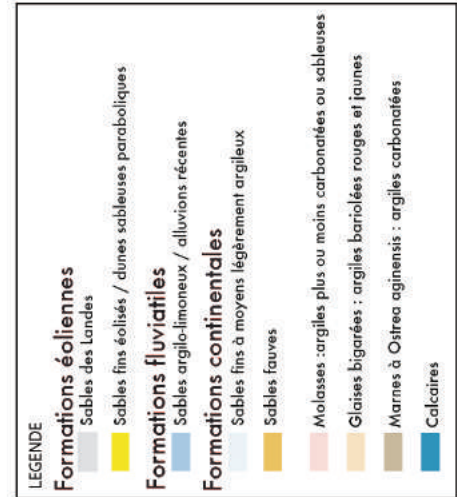 LEGENDE
Formations éoliennes
Sables des Landes
Sables fins éolisés / dunes sableuses paraboliques
Formations fluviatiles
Sables argilo-limoneux / alluvions récentes
Formations continentales
Sables fins à moyens légèrement argileux
Sables fauves
Molasses :argiles plus ou moins carbonatées ou sableuses
Glaises bigarées : argiles bariolées rouges et jaunes
Marnes à Ostrea aginensis : argiles carbonatées
Calcaires